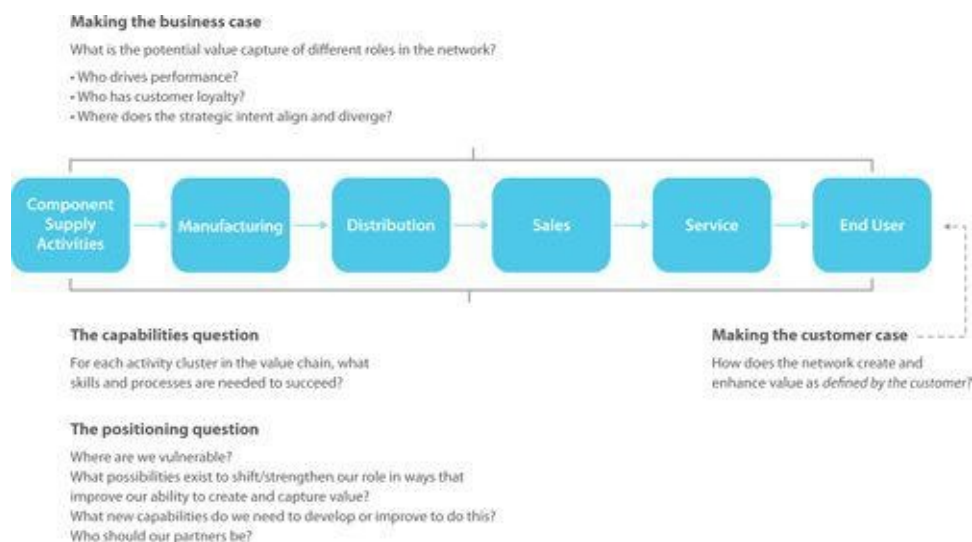 Making the business case
What is the potential value capture of different roles in the network?
• Who drives performance?
• Who has customer loyalty?
• Where does the strategic intent align and diverge?
Component
Supply
Activities
Manufacturing
Distribution
Sales
Service
End User
The capabilities question
For each activity cluster in the value chain, what
skills and processes are needed to succeed?
Making the customer case
How does the network create and
enhance value as defined by the customer?
The positioning question
Where are we vulnerable?
What possibilities exist to shift/strengthen our role in ways that
improve our ability to create and capture value?
What new capabilities do we need to develop or improve to do this?
Who should our partners be?